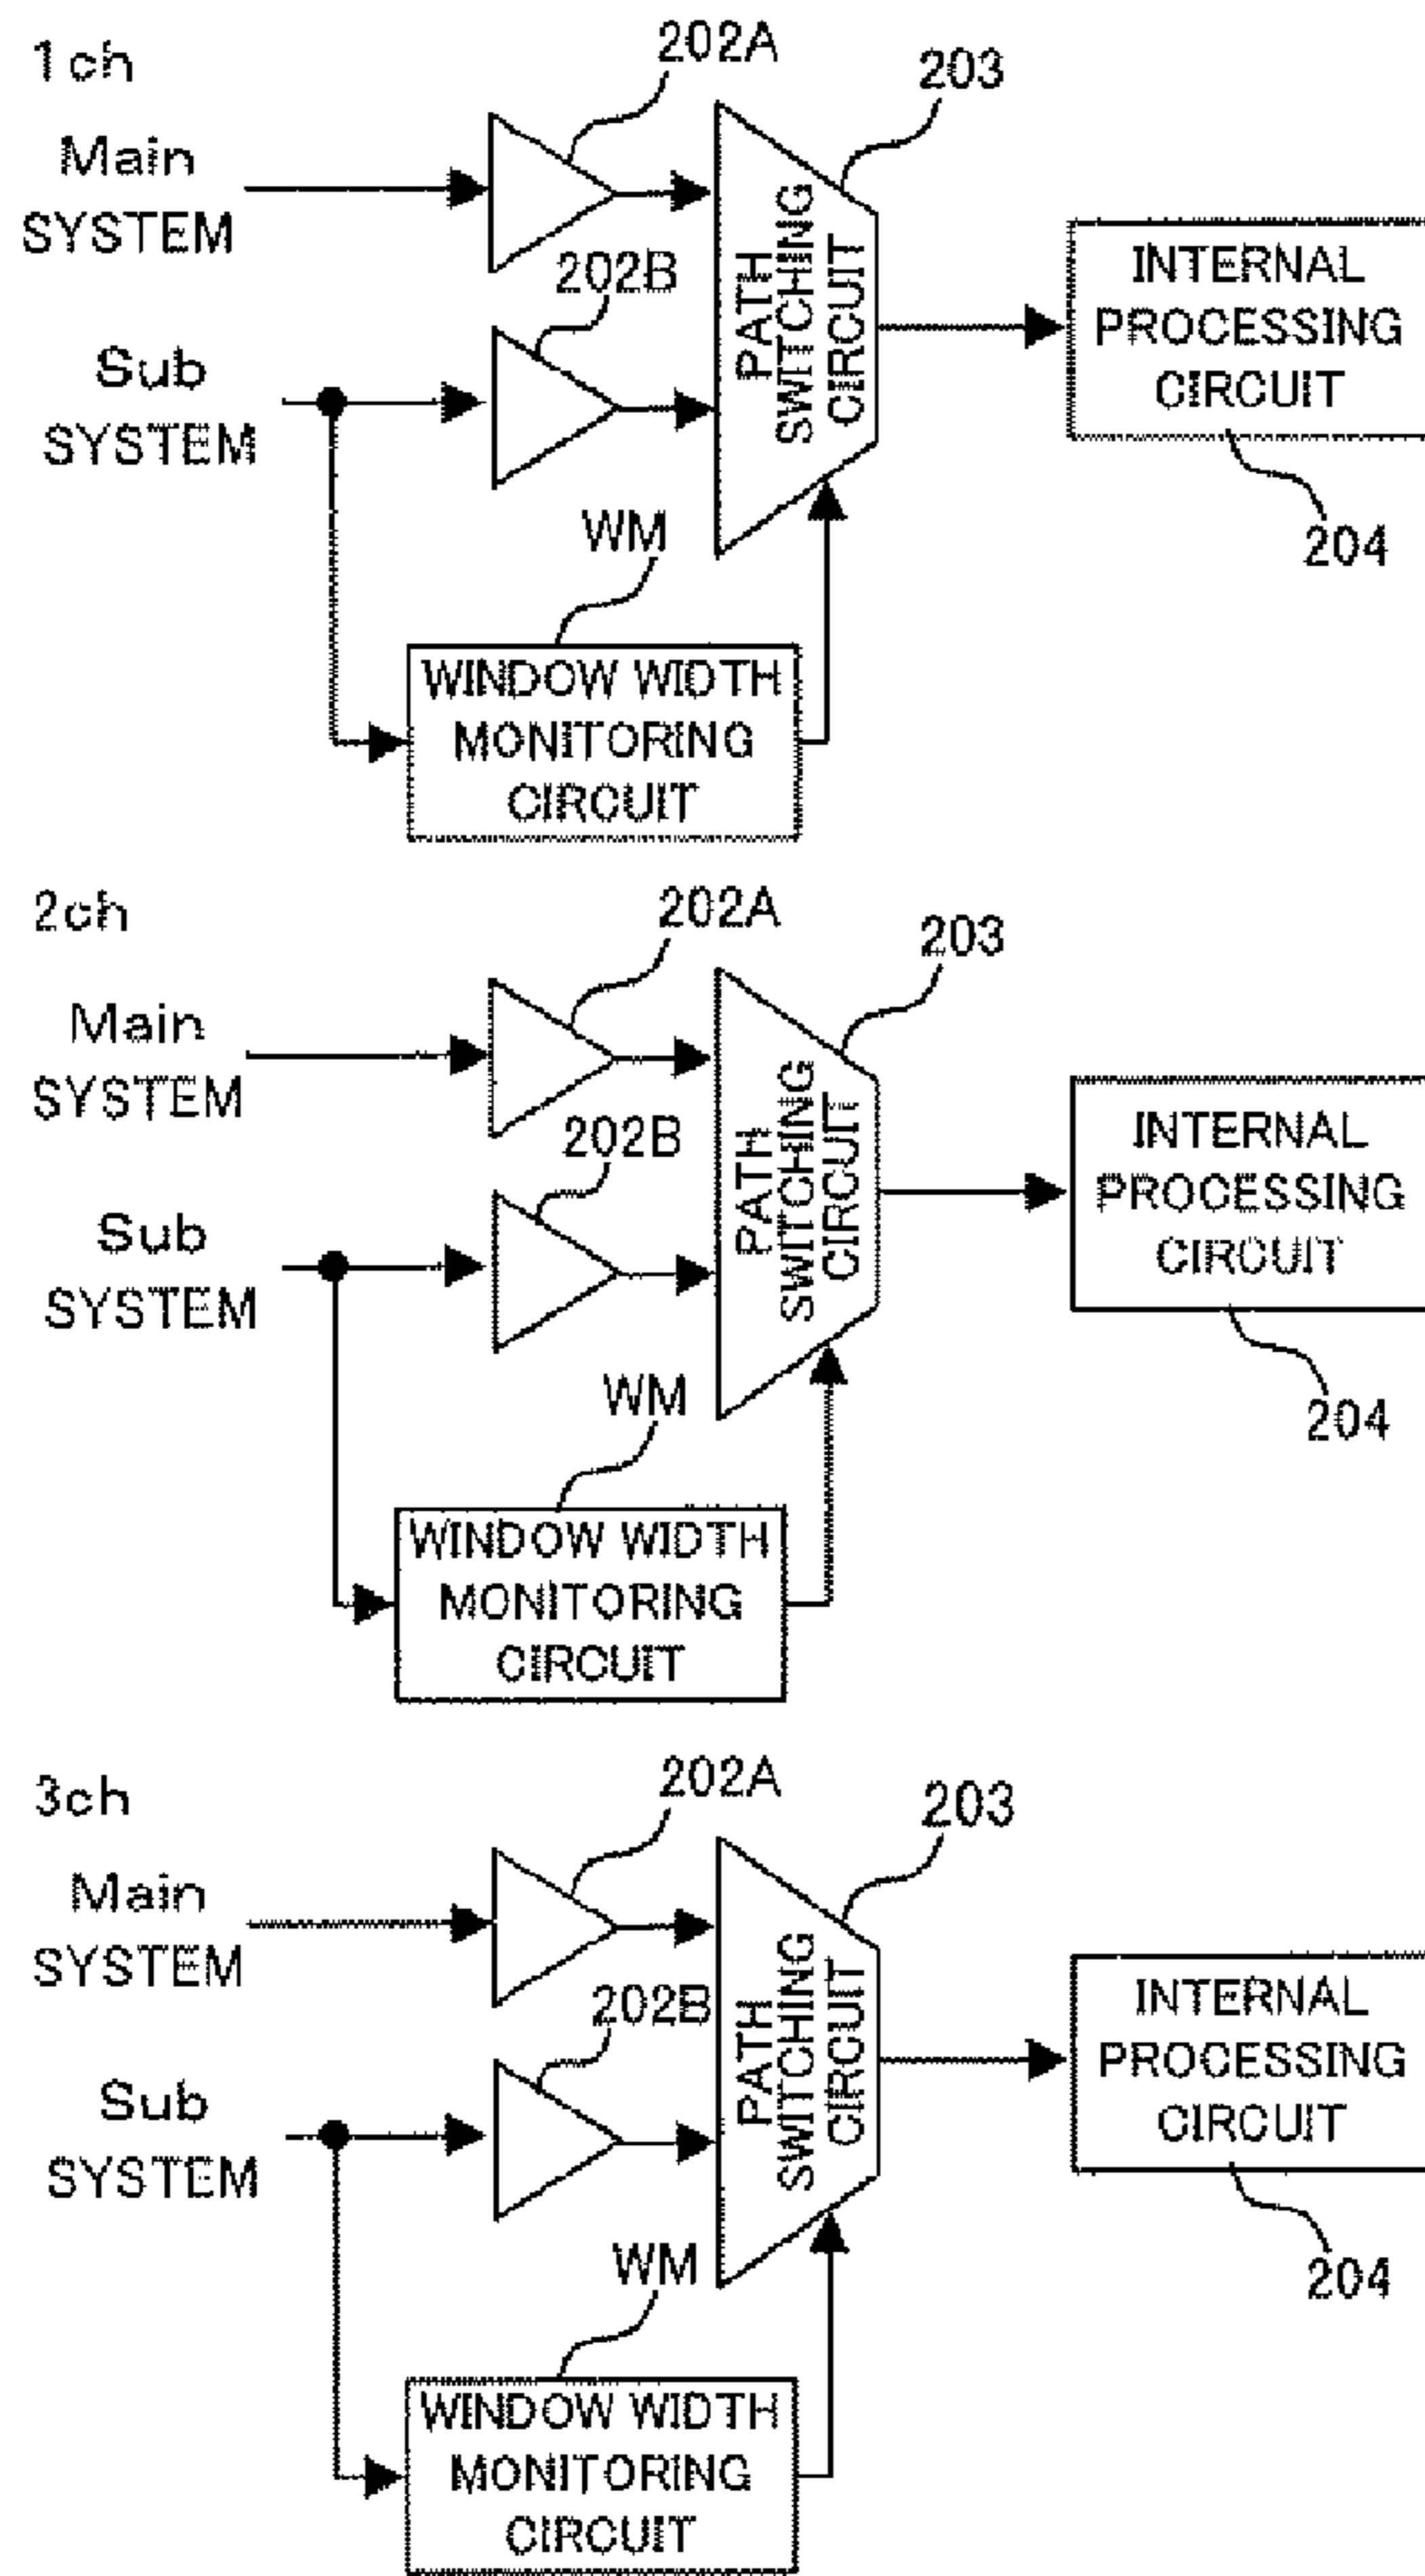 1ch
202A
203
Main
SYSTEM
202B
PATH
SWITCHING
CIRCUIT
INTERNAL
PROCESSING
CIRCUIT
Sub
SYSTEM
WM
204
WINDOW WIDTH
MONITORING
CIRCUIT
2ch
202A
203
Main
SYSTEM
202B
PATH
SWITCHING
CIRCUIT
INTERNAL
PROCESSING
CIRCUIT
Sub
SYSTEM
WM
204
WINDOW WIDTH
MONITORING
CIRCUIT
3ch
202A
203
Main
SYSTEM
202B
PATH
SWITCHING
CIRCUIT
INTERNAL
PROCESSING
CIRCUIT
Sub
SYSTEM
WM
204
WINDOW WIDTH
MONITORING
CIRCUIT